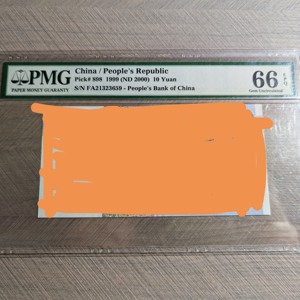 PMG
PAPER MONEY GUARANTY
China / People's Republic
Pick# 898 1999 (ND 2000) 10 Yuan
S/N FA21323659 - People's Bank of China
66 EPQ
Gem Uncirculated